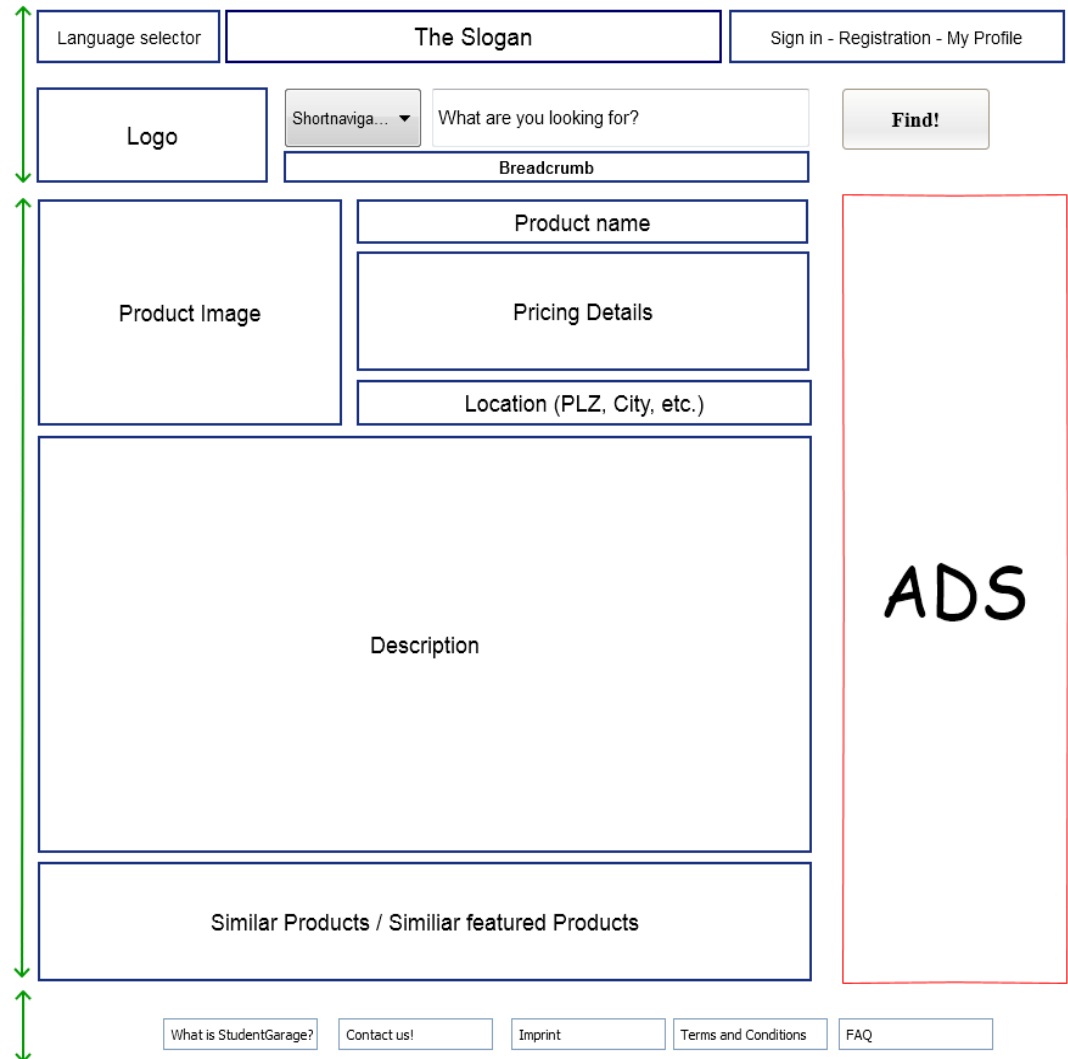 Language selector
The Slogan
Sign in - Registration - My Profile
Logo
Shortnaviga...
What are you looking for?
Find!
Breadcrumb
Product Image
Product name
Pricing Details
Location (PLZ, City, etc.)
ADS
Description
Similar Products / Similiar featured Products
What is StudentGarage?
Contact us!
Imprint
Terms and Conditions
FAQ